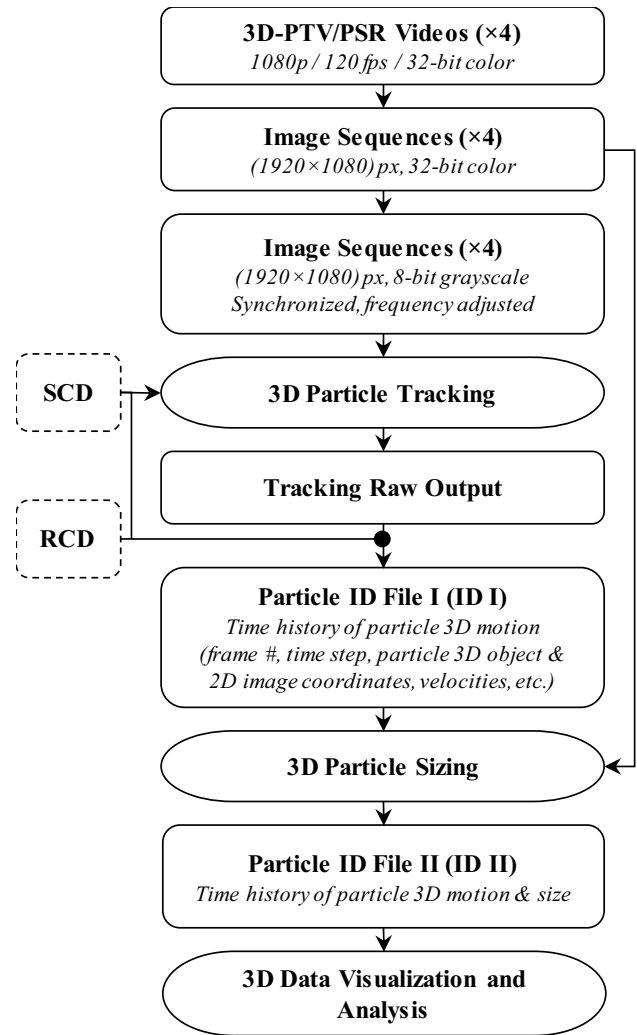 3D-PTV/PSR Videos (×4)
1080p / 120 fps / 32-bit color
Image Sequences (×4)
(1920×1080) px, 32-bit color
Image Sequences (×4)
(1920×1080) px, 8-bit grayscale
Synchronized, frequency adjusted
SCD
3D Particle Tracking
Tracking Raw Output
RCD
Particle ID File I (ID I)
Time history of particle 3D motion
(frame #, time step, particle 3D object &
2D image coordinates, velocities, etc.)
3D Particle Sizing
Particle ID File II (ID II)
Time history of particle 3D motion & size
3D Data Visualization and
Analysis